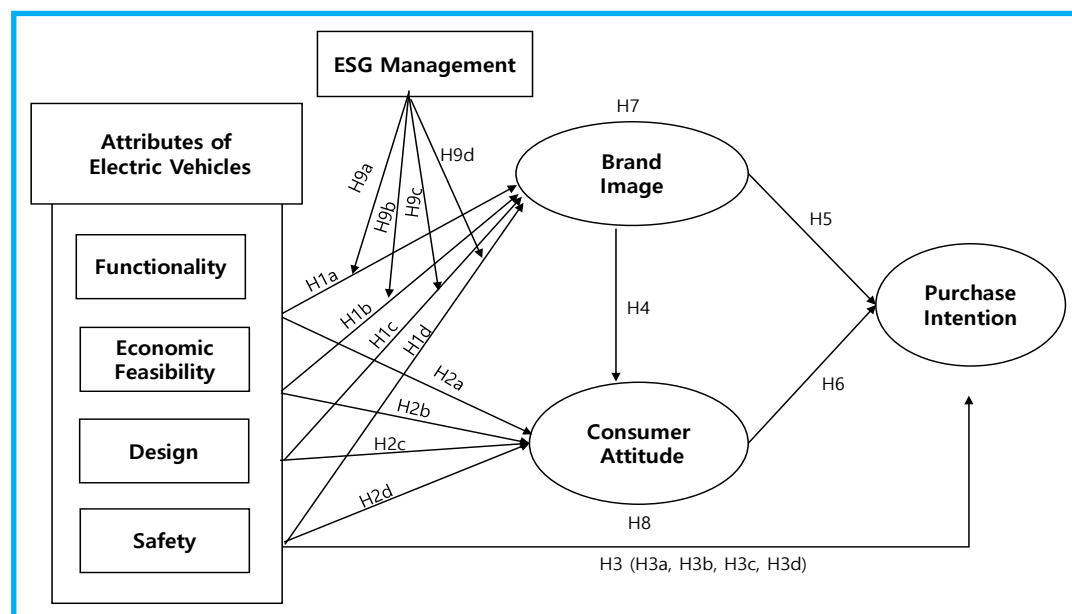 ESG Management
H7
Attributes of
Electric Vehicles
Brand
Image
H9a
H9b
H9c
H9d
H5
Functionality
H1a
H1b
H1c
H1d
H4
Purchase
Intention
Economic
Feasibility
H2a
H2b
H2c
H2d
H6
Consumer
Attitude
Design
Safety
H8
H3 (H3a, H3b, H3c, H3d)